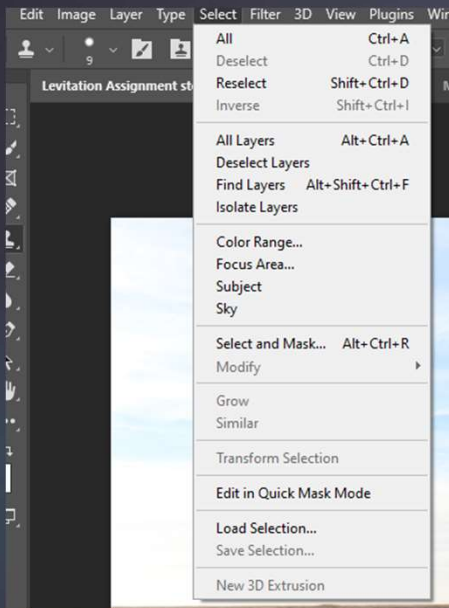 Edit Image Layer Type Select Filter 3D View Plugins Win
9
Levitation Assignment st
All Ctrl+A
Deselect Ctrl+D
Reselect Shift+Ctrl+D
Inverse Shift+Ctrl+I
All Layers Alt+Ctrl+A
Deselect Layers
Find Layers Alt+Shift+Ctrl+F
Isolate Layers
Color Range...
Focus Area...
Subject
Sky
Select and Mask... Alt+Ctrl+R
Modify
Grow
Similar
Transform Selection
Edit in Quick Mask Mode
Load Selection...
Save Selection...
New 3D Extrusion